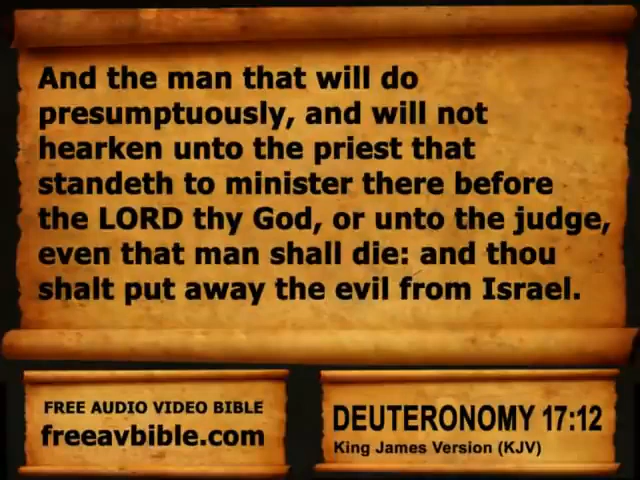 And the man that will do
presumptuously, and will not
hearken unto the priest that
standeth to minister there before
the LORD thy God, or unto the judge,
even that man shall die: and thou
shalt put away the evil from Israel.
FREE AUDIO VIDEO BIBLE
freeavbible.com
DEUTERONOMY 17:12
King James Version (KJV)